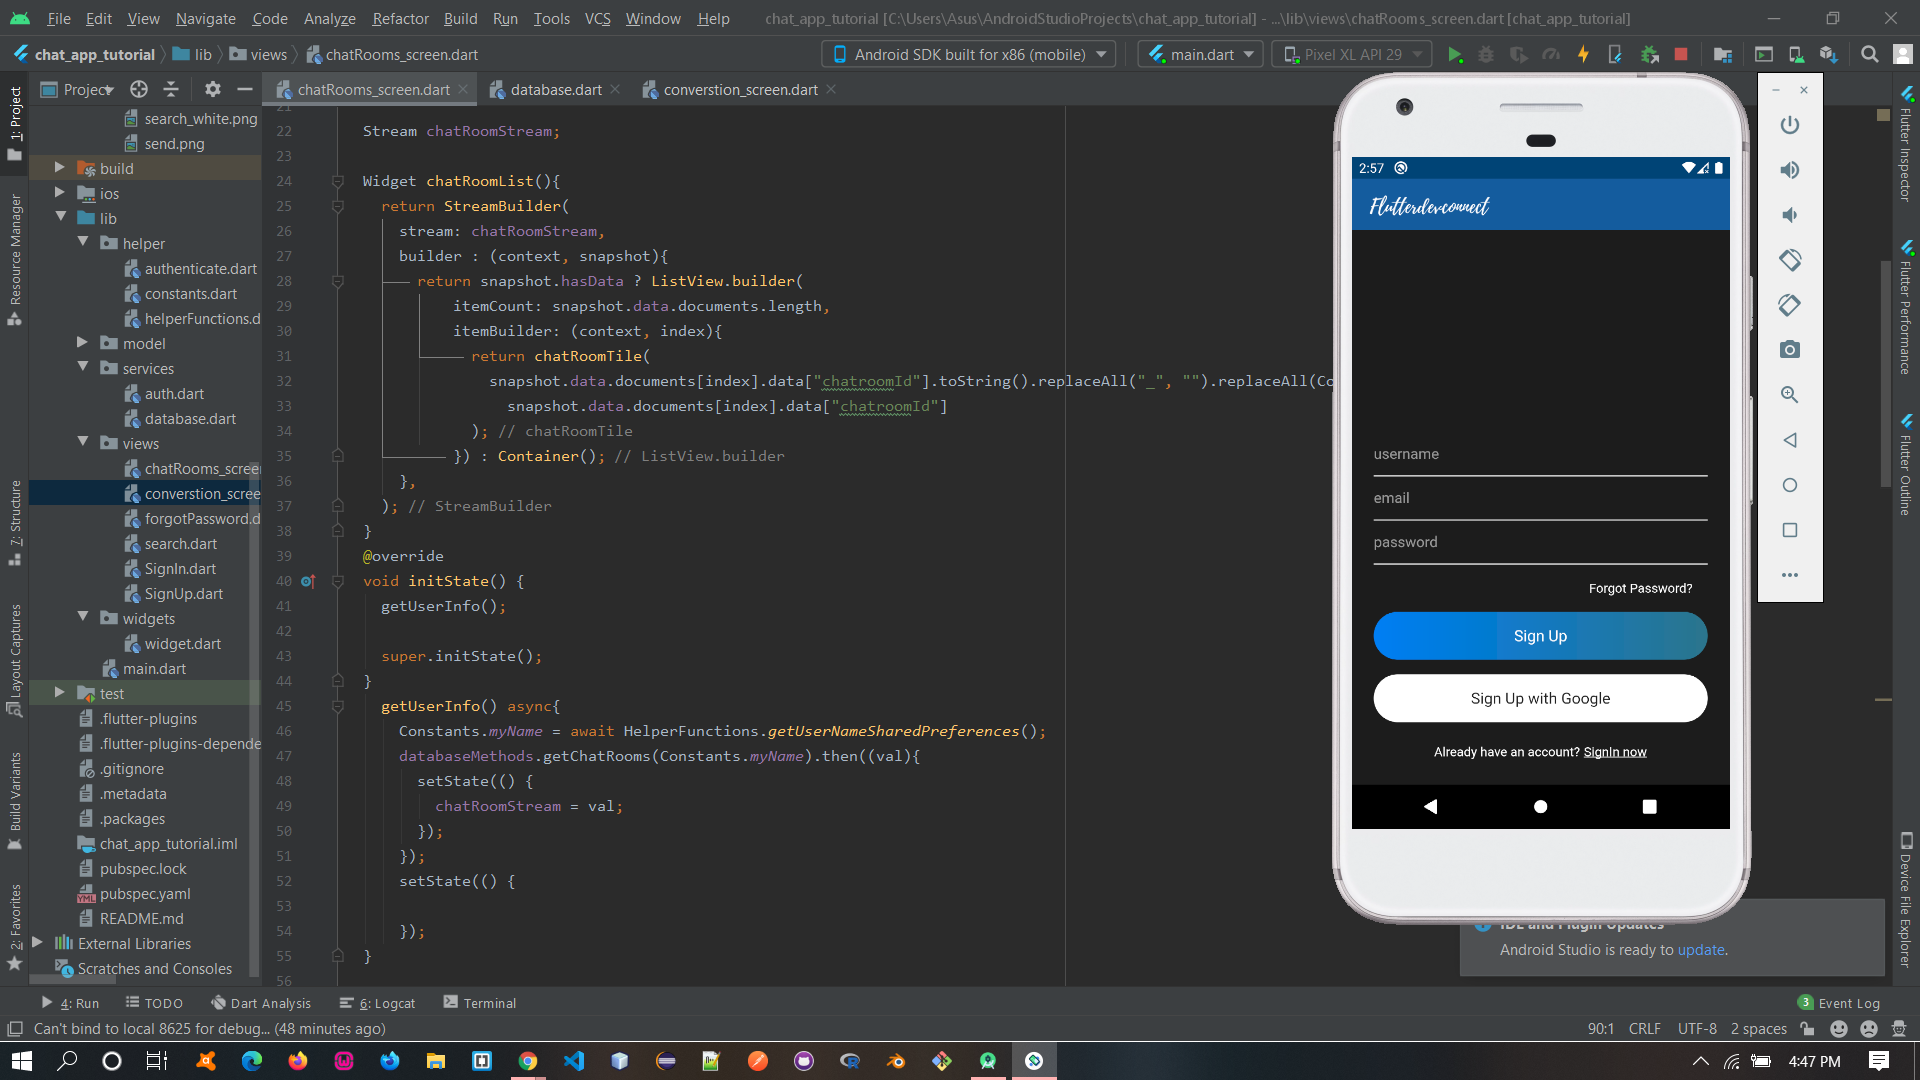 File Edit View Navigate Code Analyze Refactor Build Run Tools VCS Window Help chat_app_tutorial [C:\Users\Asus\AndroidStudioProjects\chat_app_tutorial] - ...\lib\views\chatRooms_screen.dart [chat_app_tutorial]
chat_app_tutorial lib views chatRooms_screen.dart Android SDK built for x86 (mobile) main.dart Pixel XL API 29
Project chatRooms_screen.dart database.dart converstion_screen.dart
1: Project
Resource Manager
7: Structure
Layout Captures
Build Variants
2: Favorites
search_white.png
send.png
build
ios
lib
helper
authenticate.dart
constants.dart
helperFunctions.d
model
services
auth.dart
database.dart
views
chatRooms_scree
converstion_scree
forgotPassword.d
search.dart
SignIn.dart
SignUp.dart
widgets
widget.dart
main.dart
test
.flutter-plugins
.flutter-plugins-depende
.gitignore
.metadata
.packages
chat_app_tutorial.iml
pubspec.lock
pubspec.yaml
README.md
External Libraries
Scratches and Consoles
21
22 Stream chatRoomStream;
23
24 Widget chatRoomList(){
25 return StreamBuilder(
26 stream: chatRoomStream,
27 builder : (context, snapshot){
28 return snapshot.hasData ? ListView.builder(
29 itemCount: snapshot.data.documents.length,
30 itemBuilder: (context, index){
31 return chatRoomTile(
32 snapshot.data.documents[index].data["chatroomId"].toString().replaceAll("_", "").replaceAll(Co
33 snapshot.data.documents[index].data["chatroomId"]
34 ); // chatRoomTile
35 }) : Container(); // ListView.builder
36 },
37 ); // StreamBuilder
38 }
39 @override
40 void initState() {
41 getUserInfo();
42
43 super.initState();
44 }
45 getUserInfo() async{
46 Constants.myName = await HelperFunctions.getUserNameSharedPreferences();
47 databaseMethods.getChatRooms(Constants.myName).then((val){
48 setState(() {
49 chatRoomStream = val;
50 });
51 });
52 setState(() {
53
54 });
55 }
56
2:57
Flutterdevconnect
username
email
password
Forgot Password?
Sign Up
Sign Up with Google
Already have an account? SignIn now
IDE and Plugin Updates
Android Studio is ready to update.
Flutter Inspector
Flutter Performance
Flutter Outline
Device File Explorer
4: Run TODO Dart Analysis 6: Logcat Terminal 3 Event Log
Can't bind to local 8625 for debug... (48 minutes ago) 90:1 CRLF UTF-8 2 spaces
4:47 PM